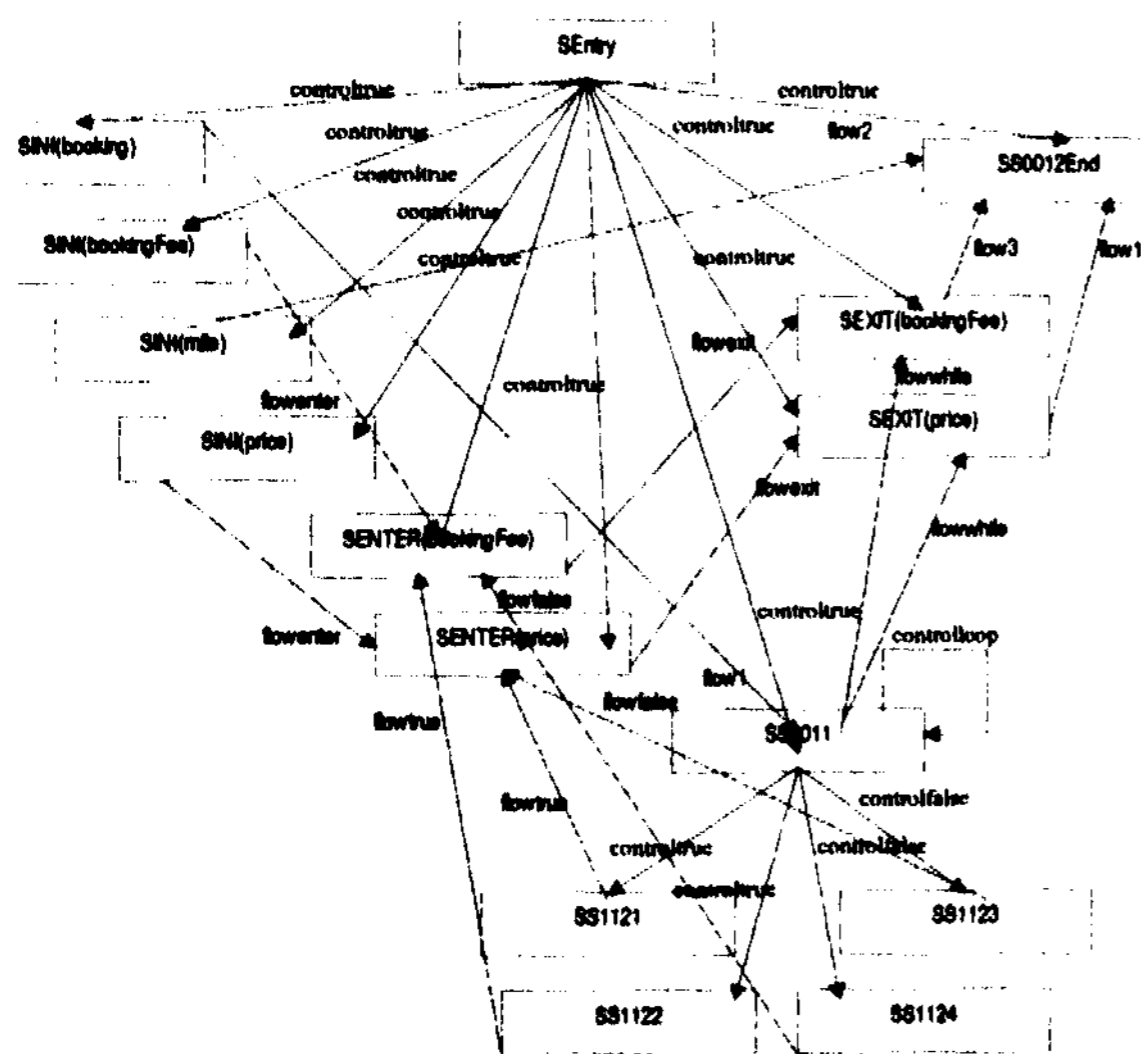 SEntry
controltrue
controltrue
controltrue
controltrue
flow2
SINI(booking)
SS0012End
controltrue
controltrue
SINI(bookingFee)
controltrue
controltrue
flow3
flow1
SINI(mile)
SEXIT(bookingFee)
flowexit
flowwhile
controltrue
flowenter
SEXIT(price)
SINI(price)
flowexit
SENTER(bookingFee)
flowwhile
flowfalse
controltrue
flowenter
SENTER(price)
controlloop
flow1
flowfalse
flowtrue
SS0011
flowtrue
controlfalse
controltrue
controlfalse
controltrue
SS1121
SS1123
SS1122
SS1124